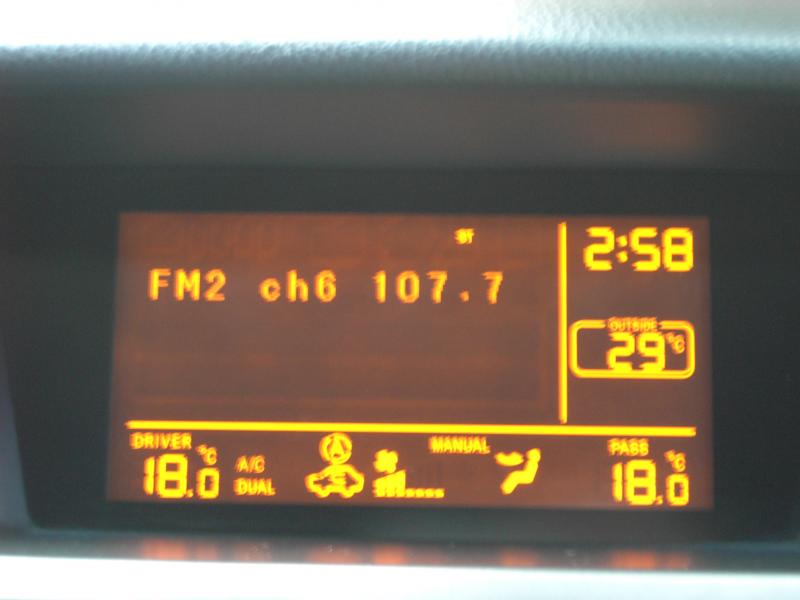 ST
2:58
FM2 ch6 107.7
OUTSIDE
29°C
DRIVER
MANUAL
PASS
18.0°C
A/C
DUAL
A
18.0°C